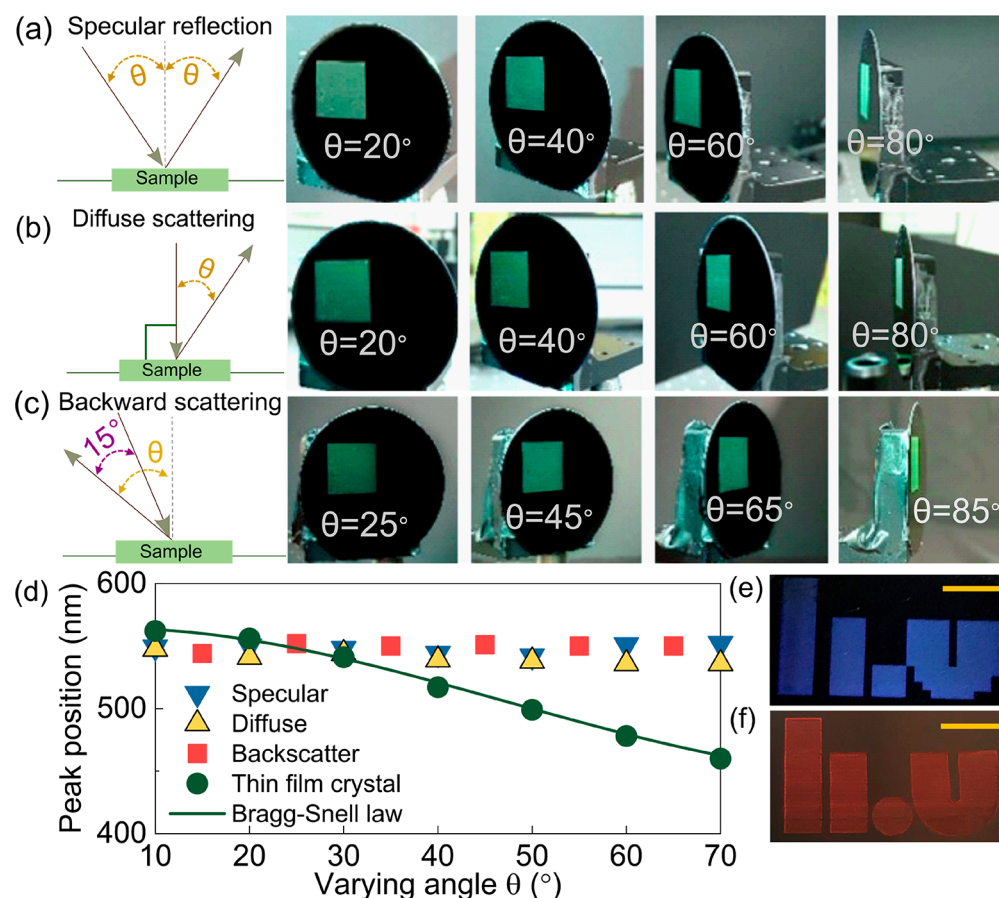 (a) Specular reflection
θ θ
Sample
θ=20° θ=40° θ=60° θ=80°
(b) Diffuse scattering
θ
Sample
θ=20° θ=40° θ=60° θ=80°
(c) Backward scattering
15° θ
Sample
θ=25° θ=45° θ=65° θ=85°
(d)
Peak position (nm)
600
500
400
Specular
Diffuse
Backscatter
Thin film crystal
Bragg-Snell law
10 20 30 40 50 60 70
Varying angle θ (°)
(e)
(f)